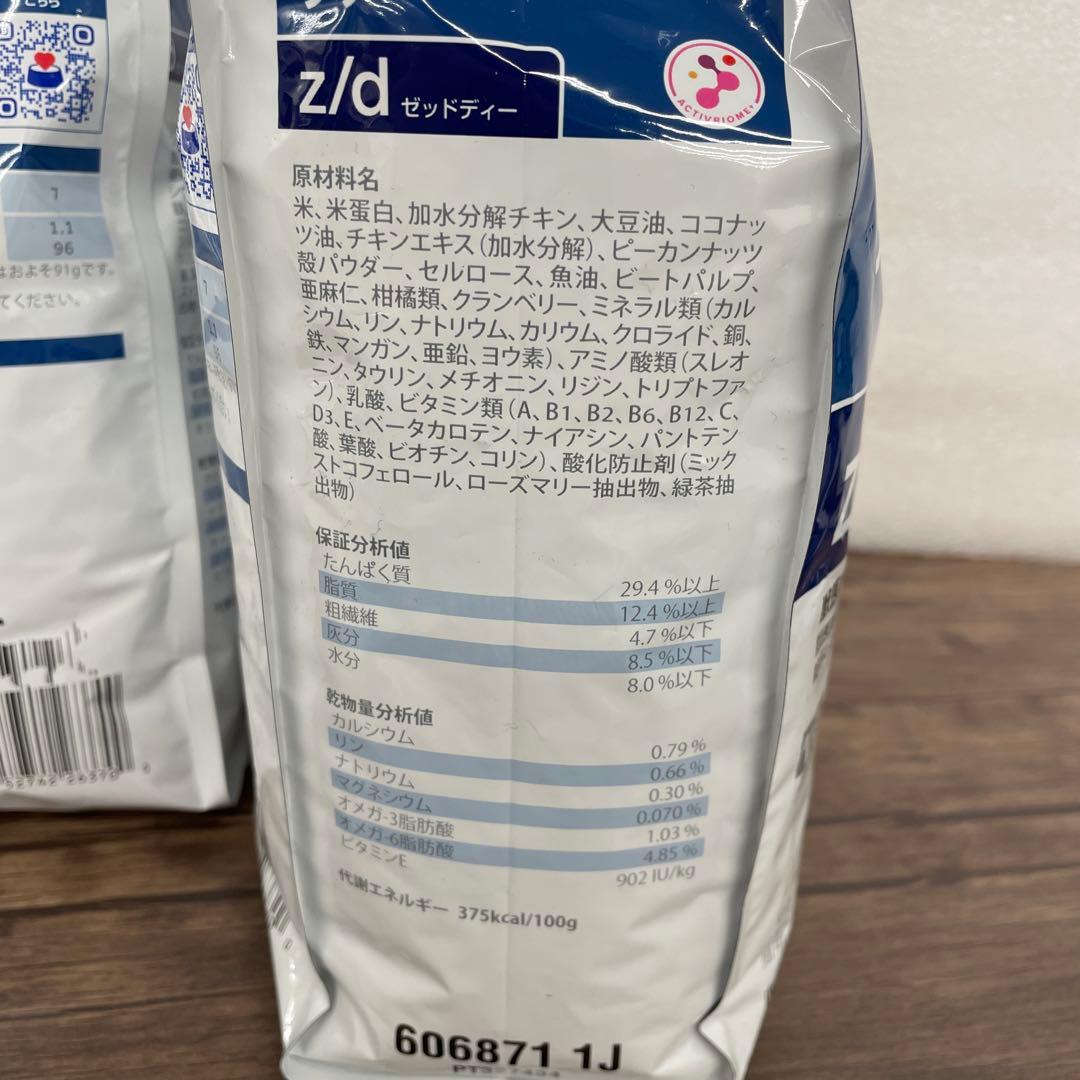 こちら
7
1.1
96
はおよそ91gです。
てください。
z/d ゼッドディー
ACTIVBIOME+
原材料名
米、米蛋白、加水分解チキン、大豆油、ココナッ
ツ油、チキンエキス（加水分解）、ピーカンナッツ
殻パウダー、セルロース、魚油、ビートパルプ、
亜麻仁、柑橘類、クランベリー、ミネラル類（カル
シウム、リン、ナトリウム、カリウム、クロライド、銅、
鉄、マンガン、亜鉛、ヨウ素）、アミノ酸類（スレオ
ニン、タウリン、メチオニン、リジン、トリプトファ
ン）、乳酸、ビタミン類（A、B1、B2、B6、B12、C、
D3、E、ベータカロテン、ナイアシン、パントテン
酸、葉酸、ビオチン、コリン）、酸化防止剤（ミック
ストコフェロール、ローズマリー抽出物、緑茶抽
出物）
保証分析値
たんぱく質 29.4 %以上
脂質 12.4 %以上
粗繊維 4.7 %以下
灰分 8.5 %以下
水分 8.0 %以下
乾物量分析値
カルシウム 0.79 %
リン 0.66 %
ナトリウム 0.30 %
マグネシウム 0.070 %
オメガ-3脂肪酸 1.03 %
オメガ-6脂肪酸 4.85 %
ビタミンE 902 IU/kg
代謝エネルギー 375kcal/100g
606871 1J